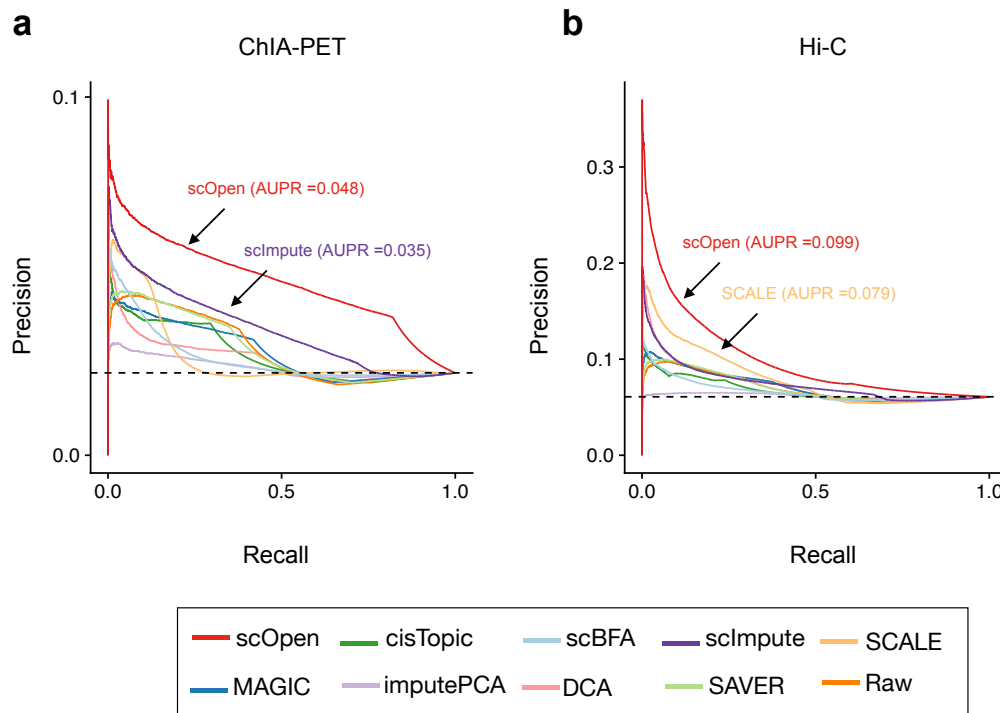 a
ChIA-PET
0.1
0.0
Precision
scOpen (AUPR =0.048)
scImpute (AUPR =0.035)
0.0
0.5
1.0
Recall
b
Hi-C
0.3
0.2
0.1
0.0
Precision
scOpen (AUPR =0.099)
SCALE (AUPR =0.079)
0.0
0.5
1.0
Recall
scOpen cisTopic scBFA scImpute SCALE
MAGIC imputePCA DCA SAVER Raw